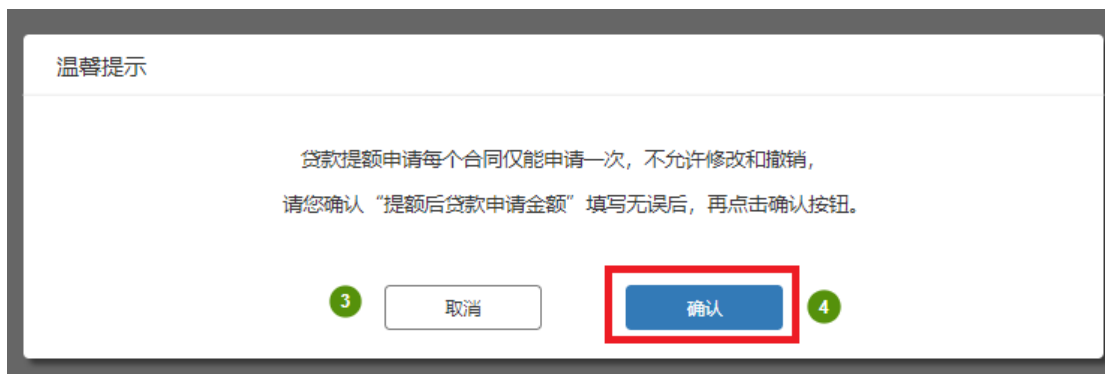 温馨提示
贷款提额申请每个合同仅能申请一次，不允许修改和撤销，
请您确认“提额后贷款申请金额”填写无误后，再点击确认按钮。
3 取消 确认 4